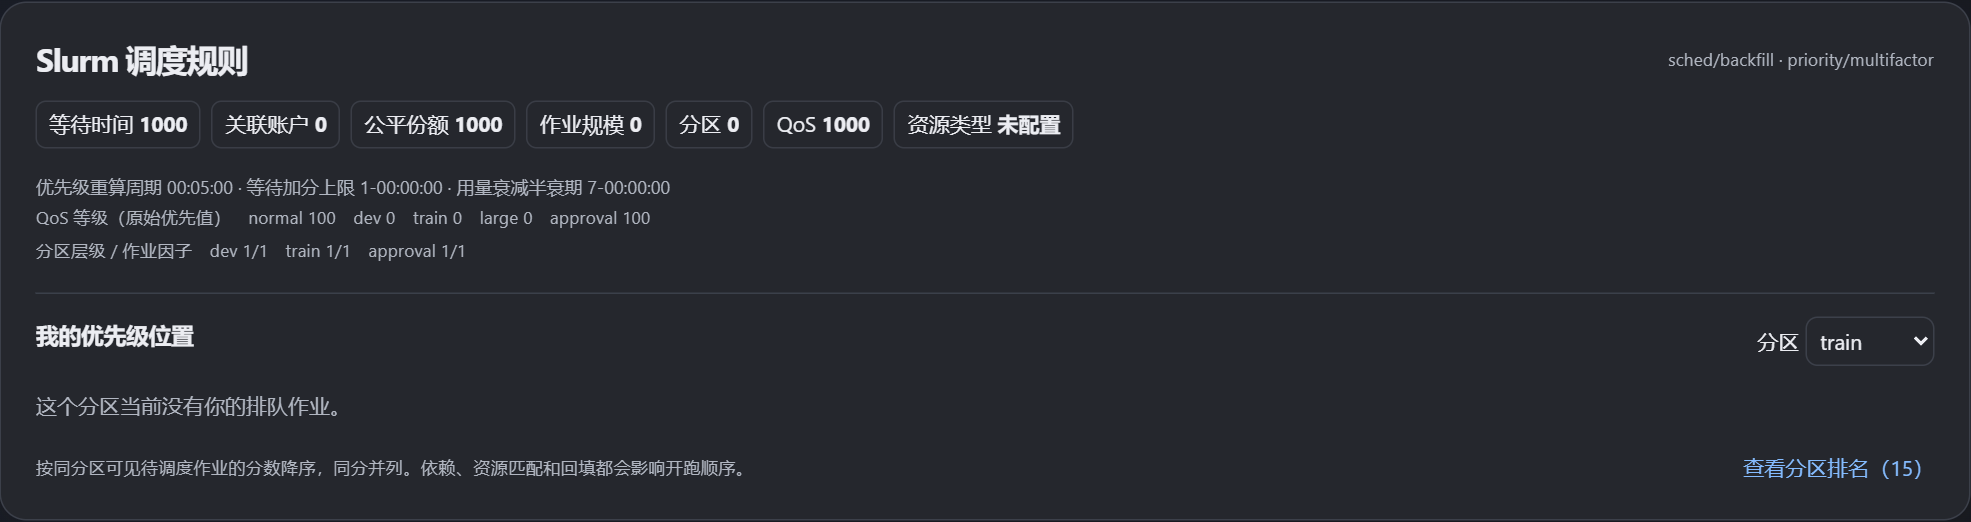 Slurm 调度规则
sched/backfill · priority/multifactor
等待时间 1000 关联账户 0 公平份额 1000 作业规模 0 分区 0 QoS 1000 资源类型 未配置
优先级重算周期 00:05:00 · 等待加分上限 1-00:00:00 · 用量衰减半衰期 7-00:00:00
QoS 等级（原始优先值） normal 100 dev 0 train 0 large 0 approval 100
分区层级 / 作业因子 dev 1/1 train 1/1 approval 1/1
我的优先级位置
分区 train
这个分区当前没有你的排队作业。
按同分区可见待调度作业的分数降序，同分并列。依赖、资源匹配和回填都会影响开跑顺序。
查看分区排名（15）